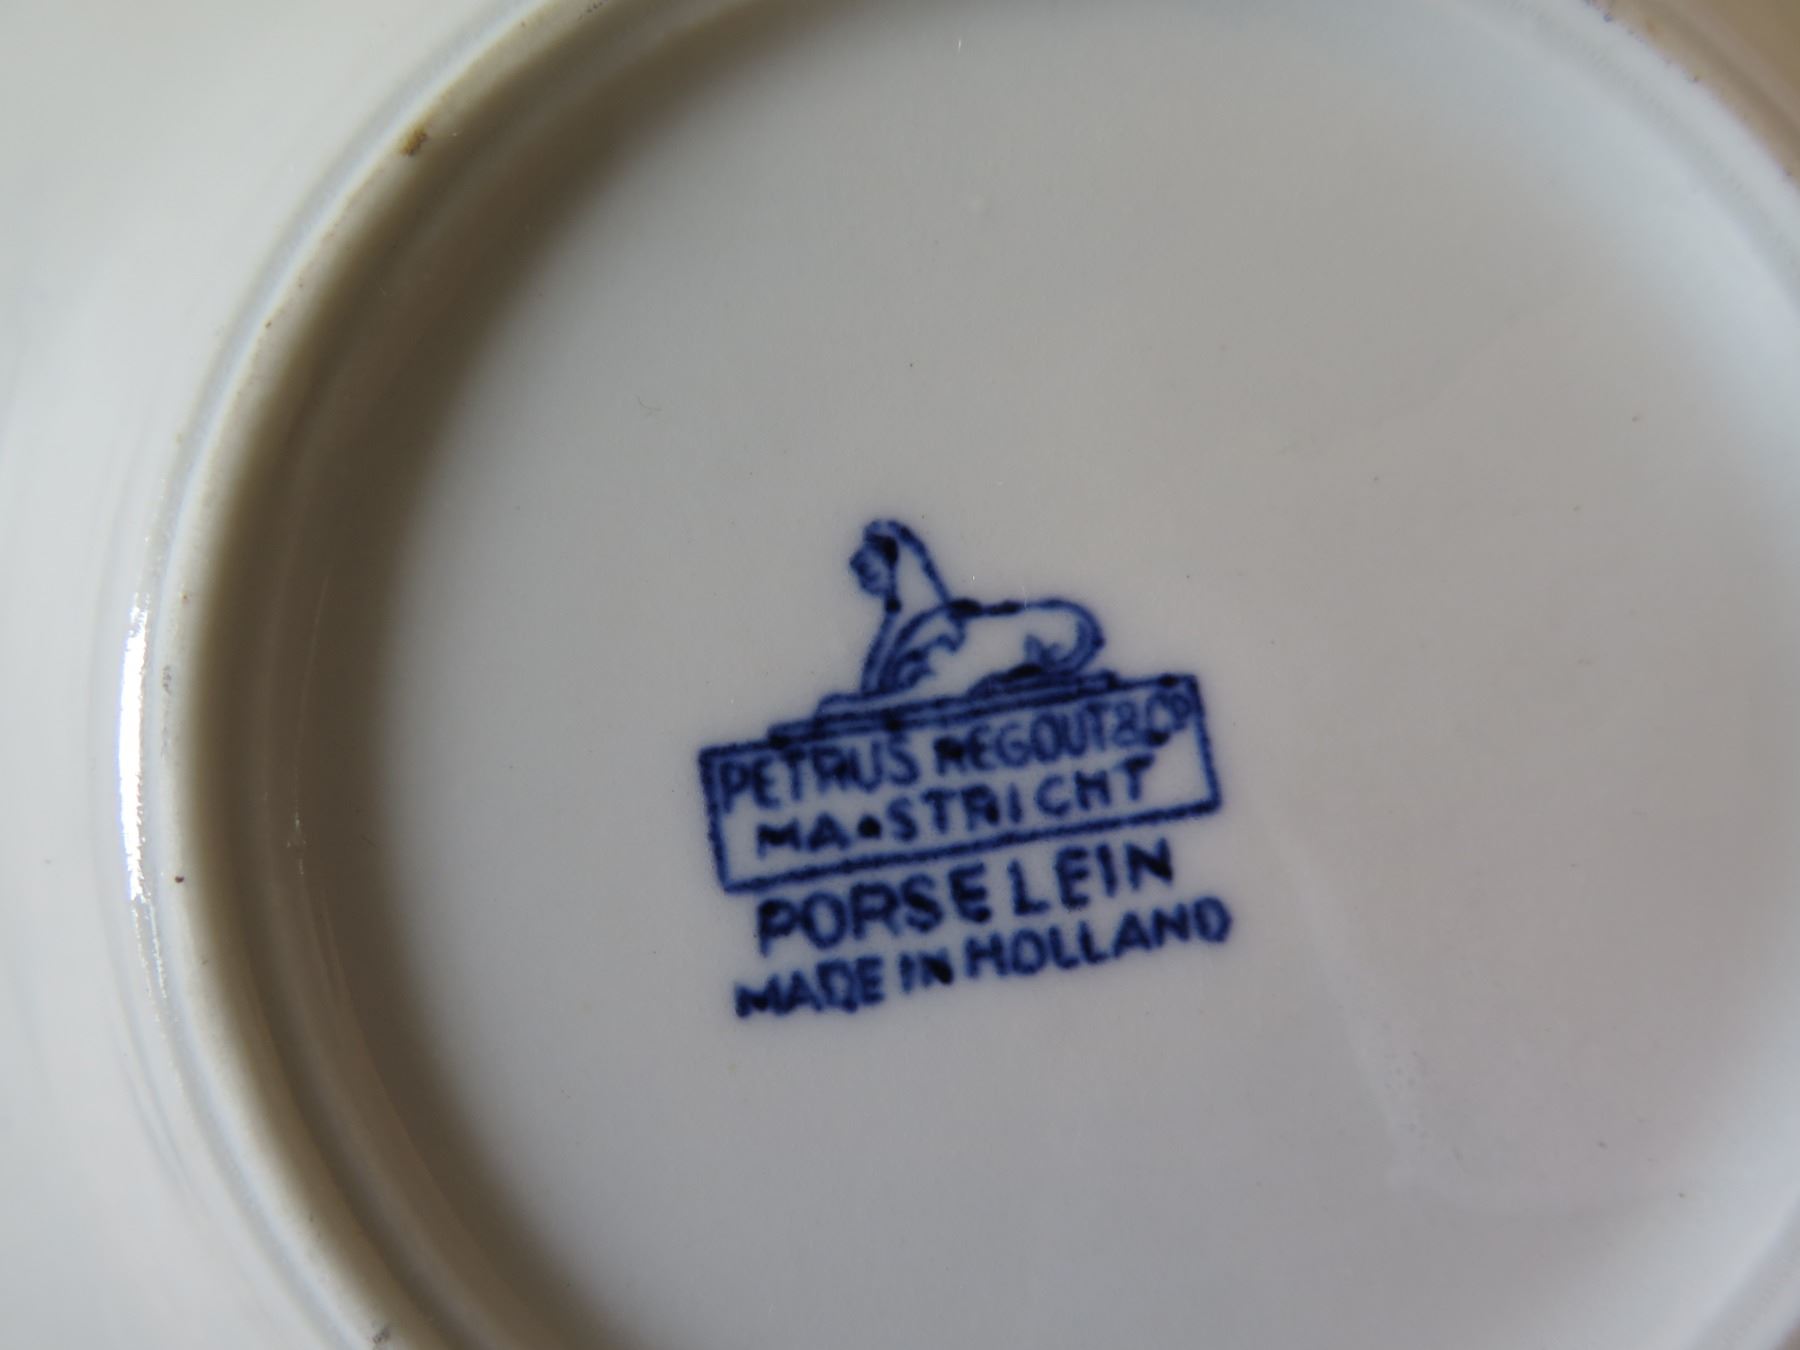 PETRUS REGOUT & Co
MA•STRICHT
PORSELEIN
MADE IN HOLLAND